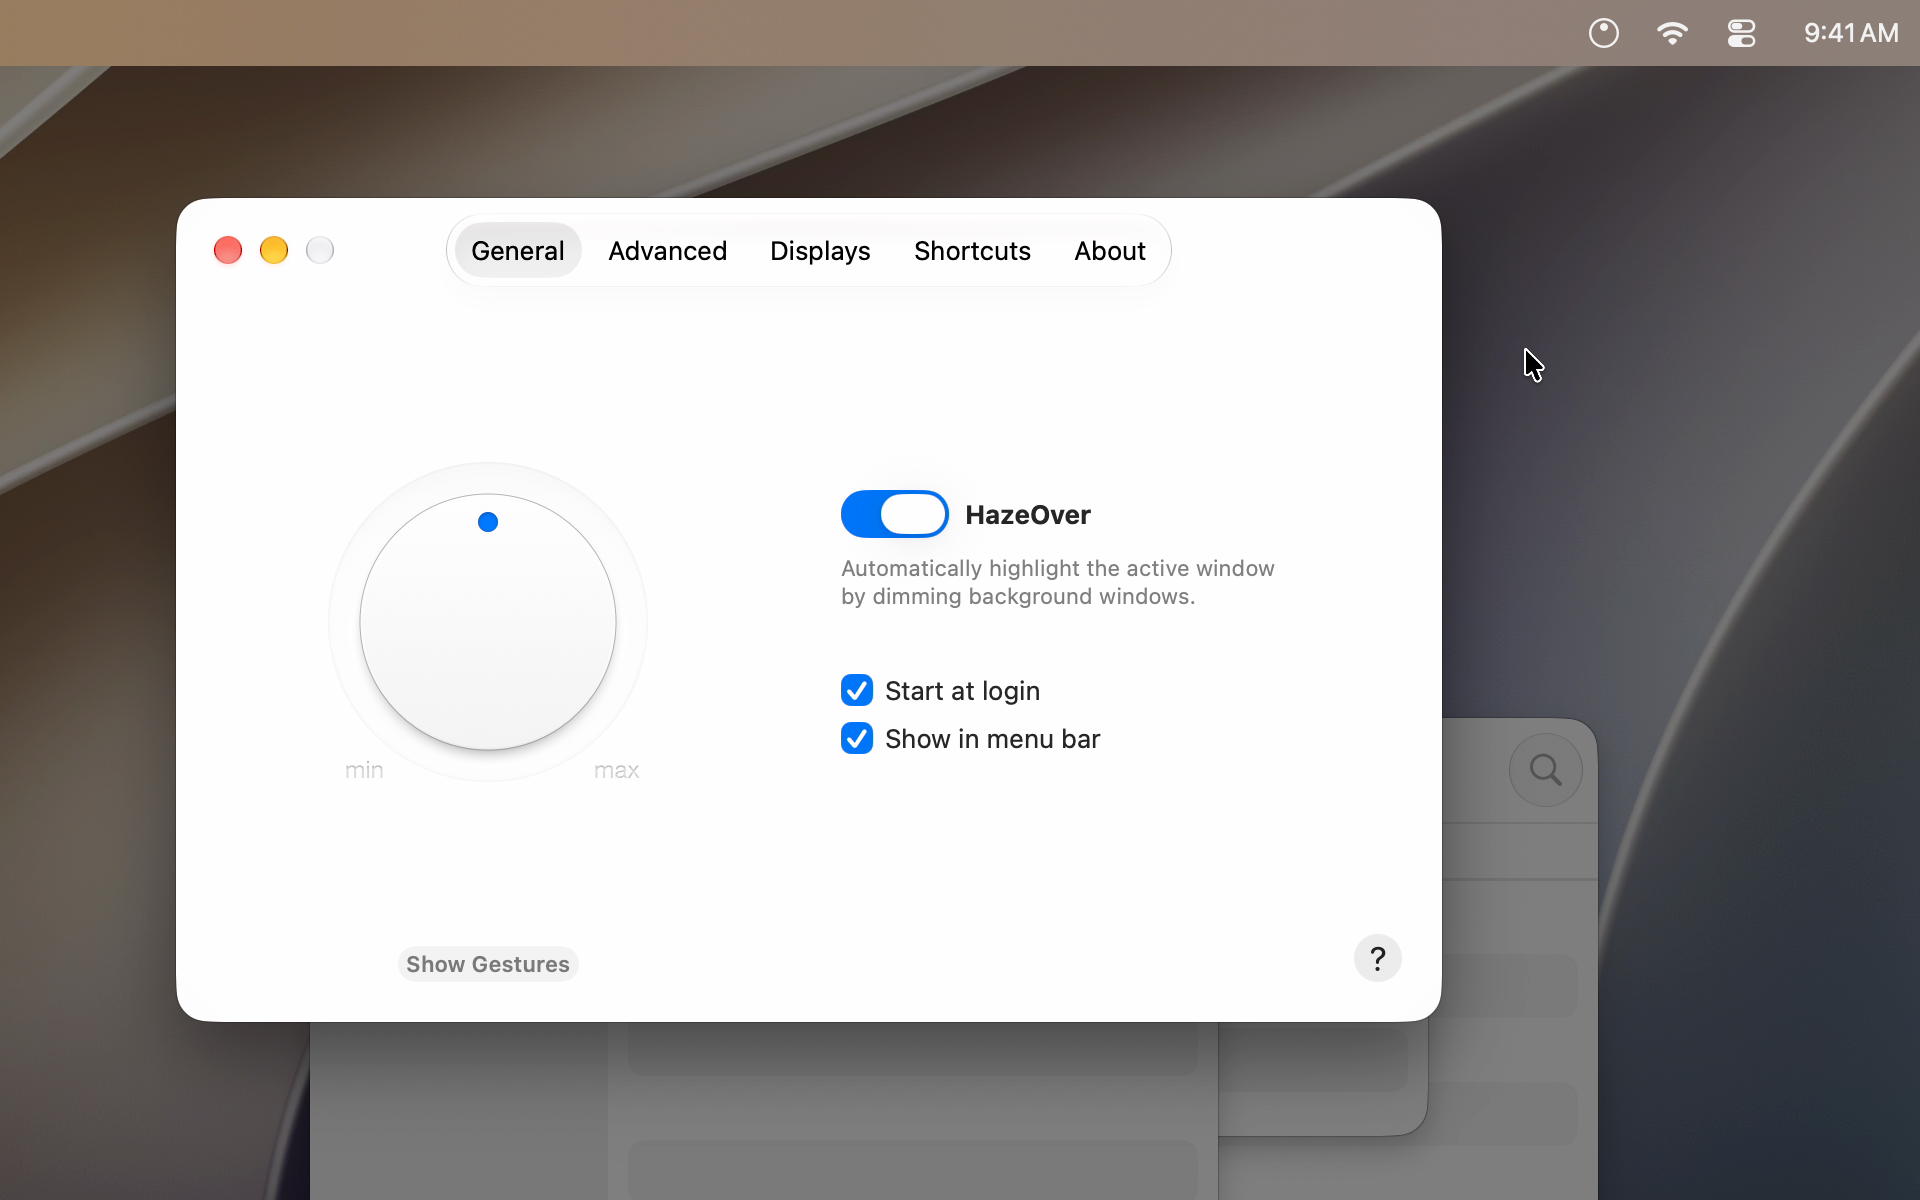 9:41 AM
General Advanced Displays Shortcuts About
HazeOver
Automatically highlight the active window
by dimming background windows.
Start at login
Show in menu bar
min max
Show Gestures
?